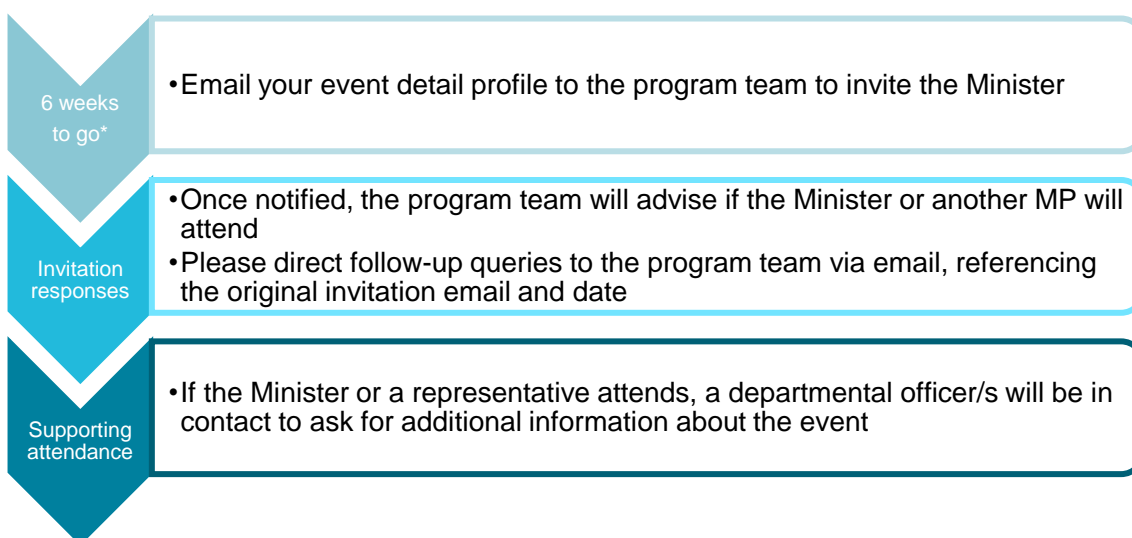 6 weeks
to go*
•Email your event detail profile to the program team to invite the Minister
Invitation
responses
•Once notified, the program team will advise if the Minister or another MP will
attend
•Please direct follow-up queries to the program team via email, referencing
the original invitation email and date
Supporting
attendance
•If the Minister or a representative attends, a departmental officer/s will be in
contact to ask for additional information about the event